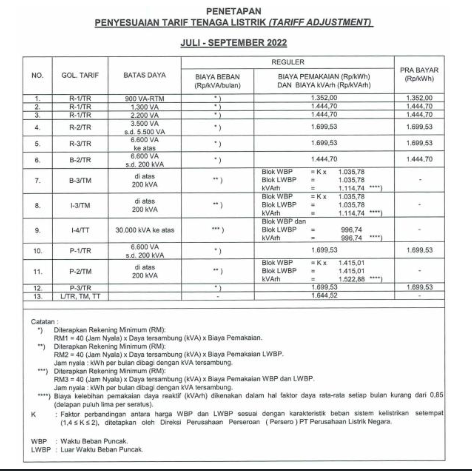 PENETAPAN
PENYESUAIAN TARIF TENAGA LISTRIK (TARIFF ADJUSTMENT)
JULI - SEPTEMBER 2022
NO. GOL. TARIF BATAS DAYA REGULER PRA BAYAR (Rp/kWh)
BIAYA BEBAN (Rp/kVA/bulan) BIAYA PEMAKAIAN (Rp/kWh) DAN BIAYA kVArh (Rp/kVArh)
1. R-1/TR 900 VA-RTM *) 1.352,00 1.352,00
2. R-1/TR 1.300 VA *) 1.444,70 1.444,70
3. R-1/TR 2.200 VA *) 1.444,70 1.444,70
4. R-2/TR 3.500 VA s.d. 5.500 VA *) 1.699,53 1.699,53
5. R-3/TR 6.600 VA ke atas *) 1.699,53 1.699,53
6. B-2/TR 6.600 VA s.d. 200 kVA *) 1.444,70 1.444,70
7. B-3/TM di atas 200 kVA **) Blok WBP = K x 1.035,78 -
Blok LWBP = 1.035,78
kVArh = 1.114,74 ****)
8. I-3/TM di atas 200 kVA **) Blok WBP = K x 1.035,78 -
Blok LWBP = 1.035,78
kVArh = 1.114,74 ****)
9. I-4/TT 30.000 kVA ke atas ***) Blok WBP dan -
Blok LWBP = 996,74
kVArh = 996,74 ****)
10. P-1/TR 6.600 VA s.d. 200 kVA *) 1.699,53 1.699,53
11. P-2/TM di atas 200 kVA **) Blok WBP = K x 1.415,01 -
Blok LWBP = 1.415,01
kVArh = 1.522,88 ****)
12. P-3/TR *) 1.699,53 1.699,53
13. L/TR, TM, TT - 1.644,52 -
Catatan :
*) Diterapkan Rekening Minimum (RM):
RM1 = 40 (Jam Nyala) x Daya tersambung (kVA) x Biaya Pemakaian.
**) Diterapkan Rekening Minimum (RM):
RM2 = 40 (Jam Nyala) x Daya tersambung (kVA) x Biaya Pemakaian LWBP.
Jam nyala : kWh per bulan dibagi dengan kVA tersambung.
***) Diterapkan Rekening Minimum (RM):
RM3 = 40 (Jam Nyala) x Daya tersambung (kVA) x Biaya Pemakaian WBP dan LWBP.
Jam nyala : kWh per bulan dibagi dengan kVA tersambung.
****) Biaya kelebihan pemakaian daya reaktif (kVArh) dikenakan dalam hal faktor daya rata-rata setiap bulan kurang dari 0,85
(delapan puluh lima per seratus).
K : Faktor perbandingan antara harga WBP dan LWBP sesuai dengan karakteristik beban sistem kelistrikan setempat
(1,4 ≤ K ≤ 2), ditetapkan oleh Direksi Perusahaan Perseroan ( Persero ) PT Perusahaan Listrik Negara.
WBP : Waktu Beban Puncak.
LWBP : Luar Waktu Beban Puncak.